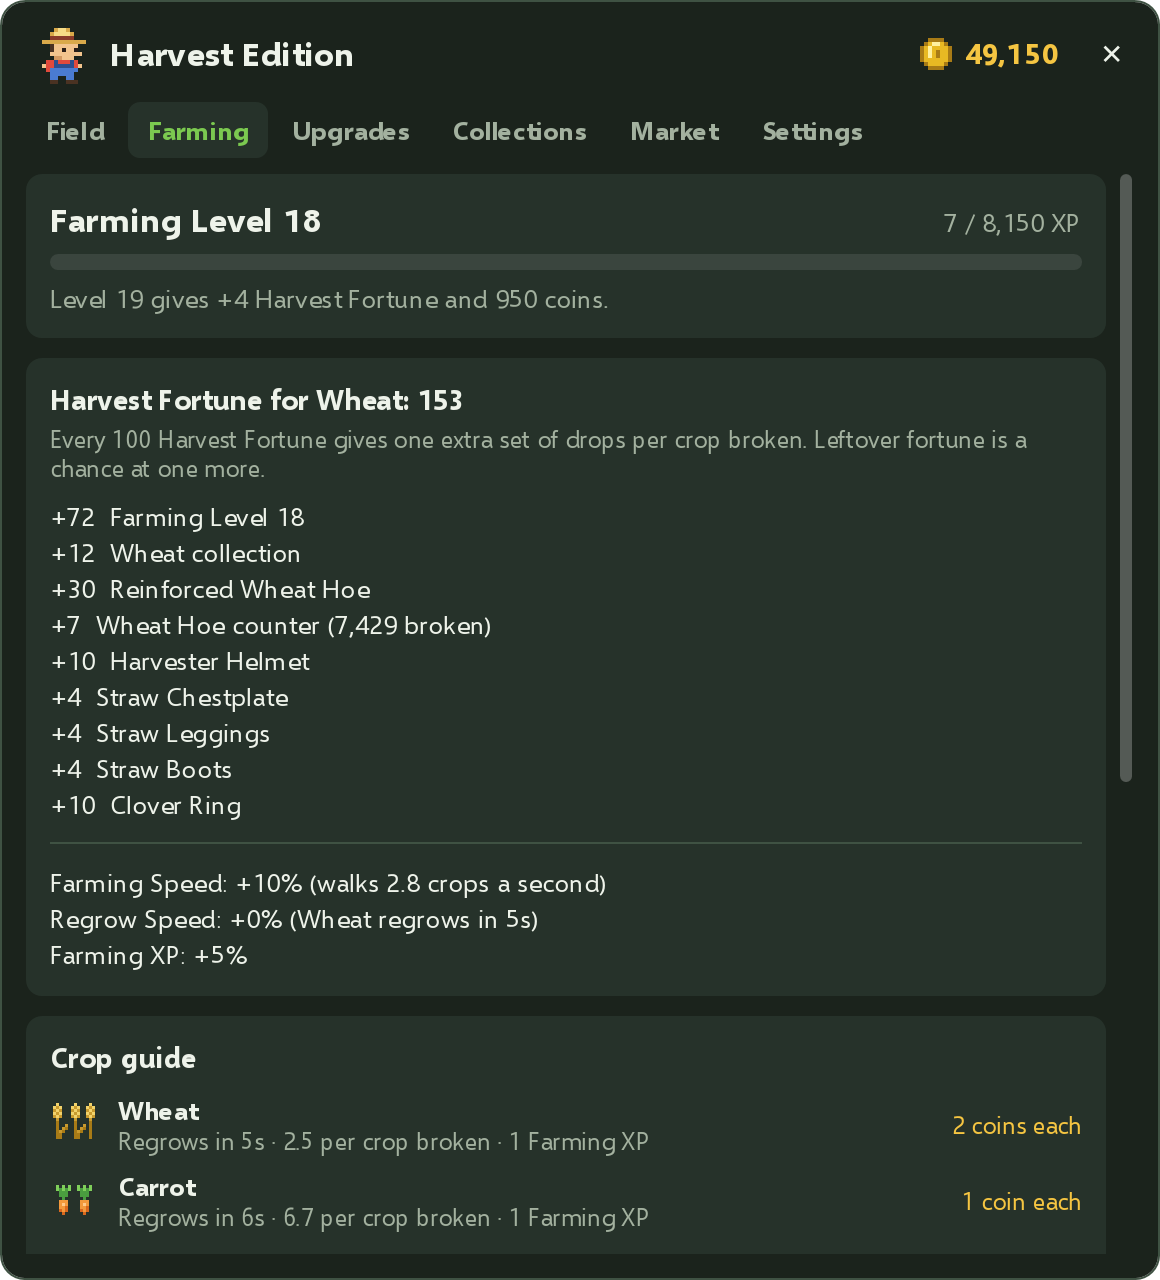 Harvest Edition
49,150
×
Field Farming Upgrades Collections Market Settings
Farming Level 18
7 / 8,150 XP
Level 19 gives +4 Harvest Fortune and 950 coins.
Harvest Fortune for Wheat: 153
Every 100 Harvest Fortune gives one extra set of drops per crop broken. Leftover fortune is a
chance at one more.
+72 Farming Level 18
+12 Wheat collection
+30 Reinforced Wheat Hoe
+7 Wheat Hoe counter (7,429 broken)
+10 Harvester Helmet
+4 Straw Chestplate
+4 Straw Leggings
+4 Straw Boots
+10 Clover Ring
Farming Speed: +10% (walks 2.8 crops a second)
Regrow Speed: +0% (Wheat regrows in 5s)
Farming XP: +5%
Crop guide
Wheat
Regrows in 5s · 2.5 per crop broken · 1 Farming XP
2 coins each
Carrot
Regrows in 6s · 6.7 per crop broken · 1 Farming XP
1 coin each